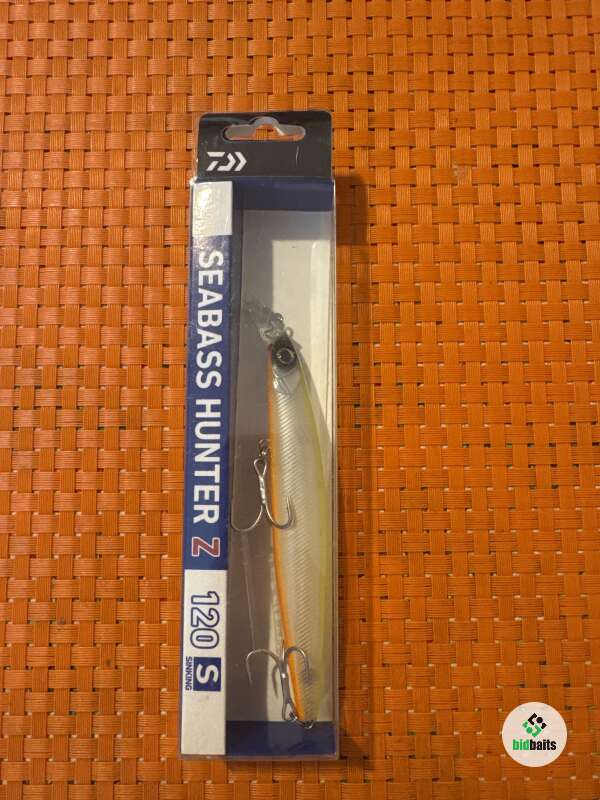 SEABASS HUNTER Z 120 S
SINKING
bidbaits